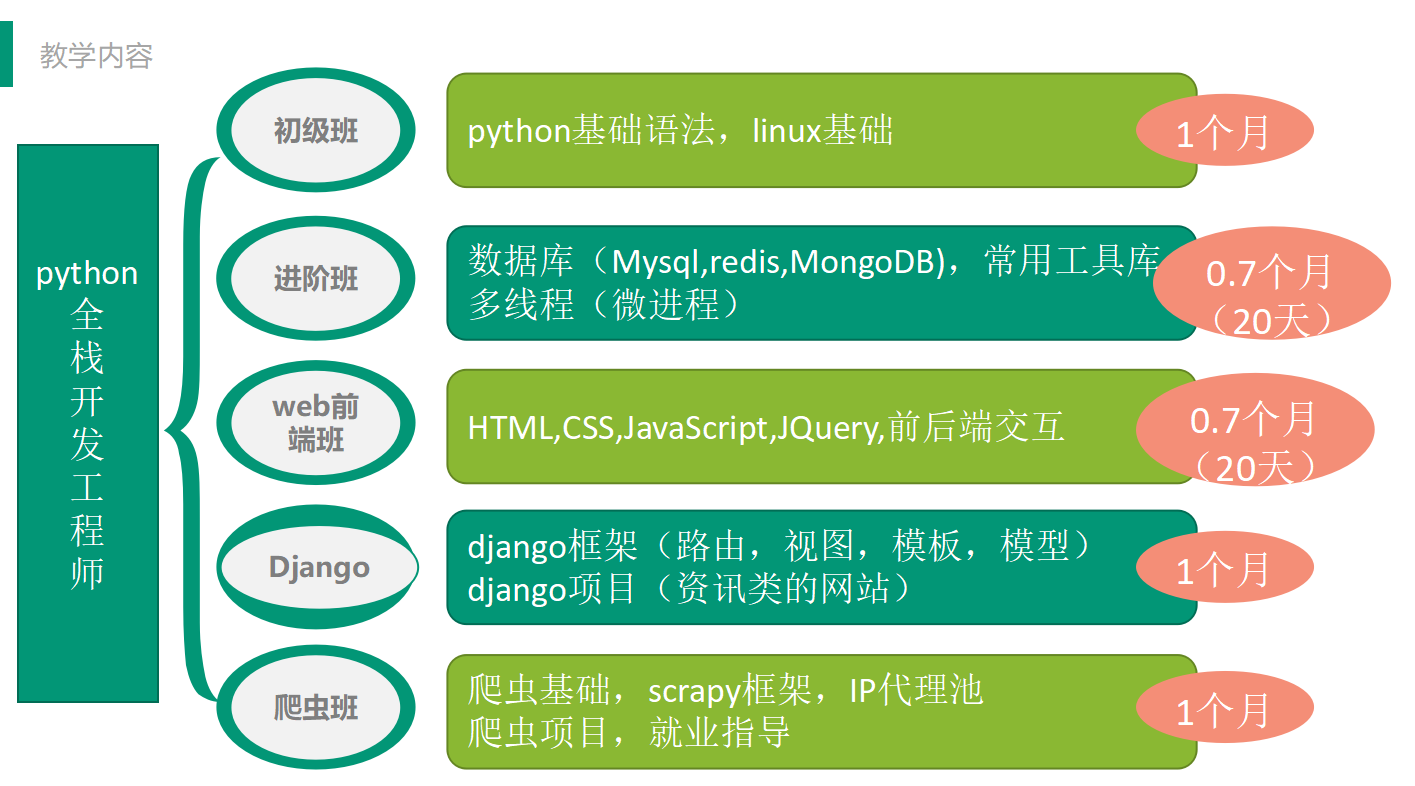 教学内容
python
全
栈
开
发
工
程
师
初级班
python基础语法，linux基础
1个月
进阶班
数据库（Mysql,redis,MongoDB)，常用工具库
多线程（微进程）
0.7个月
（20天）
web前
端班
HTML,CSS,JavaScript,JQuery,前后端交互
0.7个月
（20天）
Django
django框架（路由，视图，模板，模型）
django项目（资讯类的网站）
1个月
爬虫班
爬虫基础，scrapy框架，IP代理池
爬虫项目，就业指导
1个月